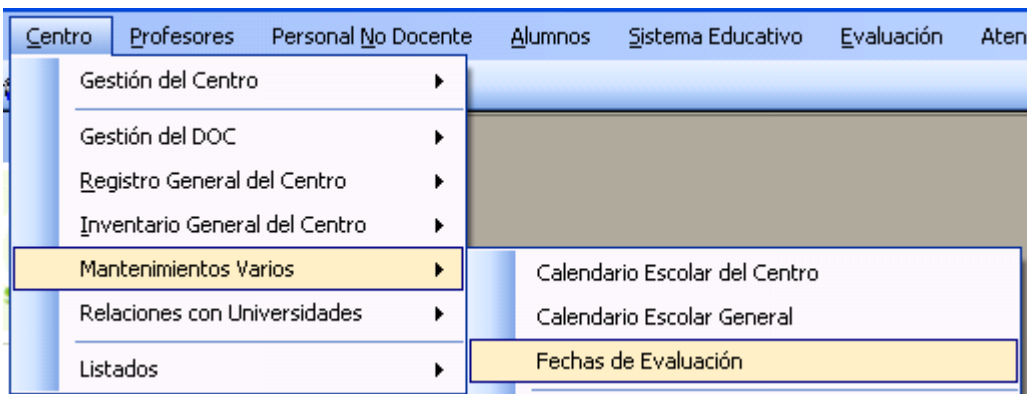 Centro Profesores Personal No Docente Alumnos Sistema Educativo Evaluación Aten
Gestión del Centro
Gestión del DOC
Registro General del Centro
Inventario General del Centro
Mantenimientos Varios
Relaciones con Universidades
Listados
Calendario Escolar del Centro
Calendario Escolar General
Fechas de Evaluación